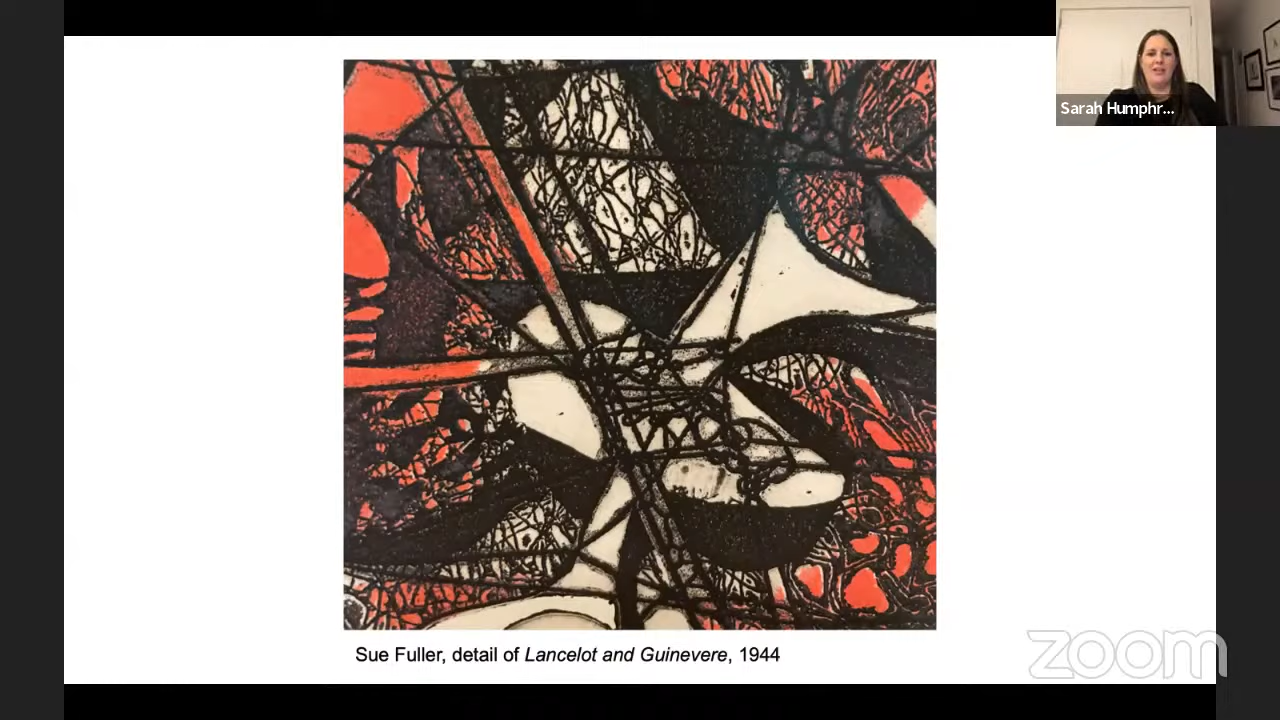 Sarah Humphr...
Sue Fuller, detail of Lancelot and Guinevere, 1944
zoom